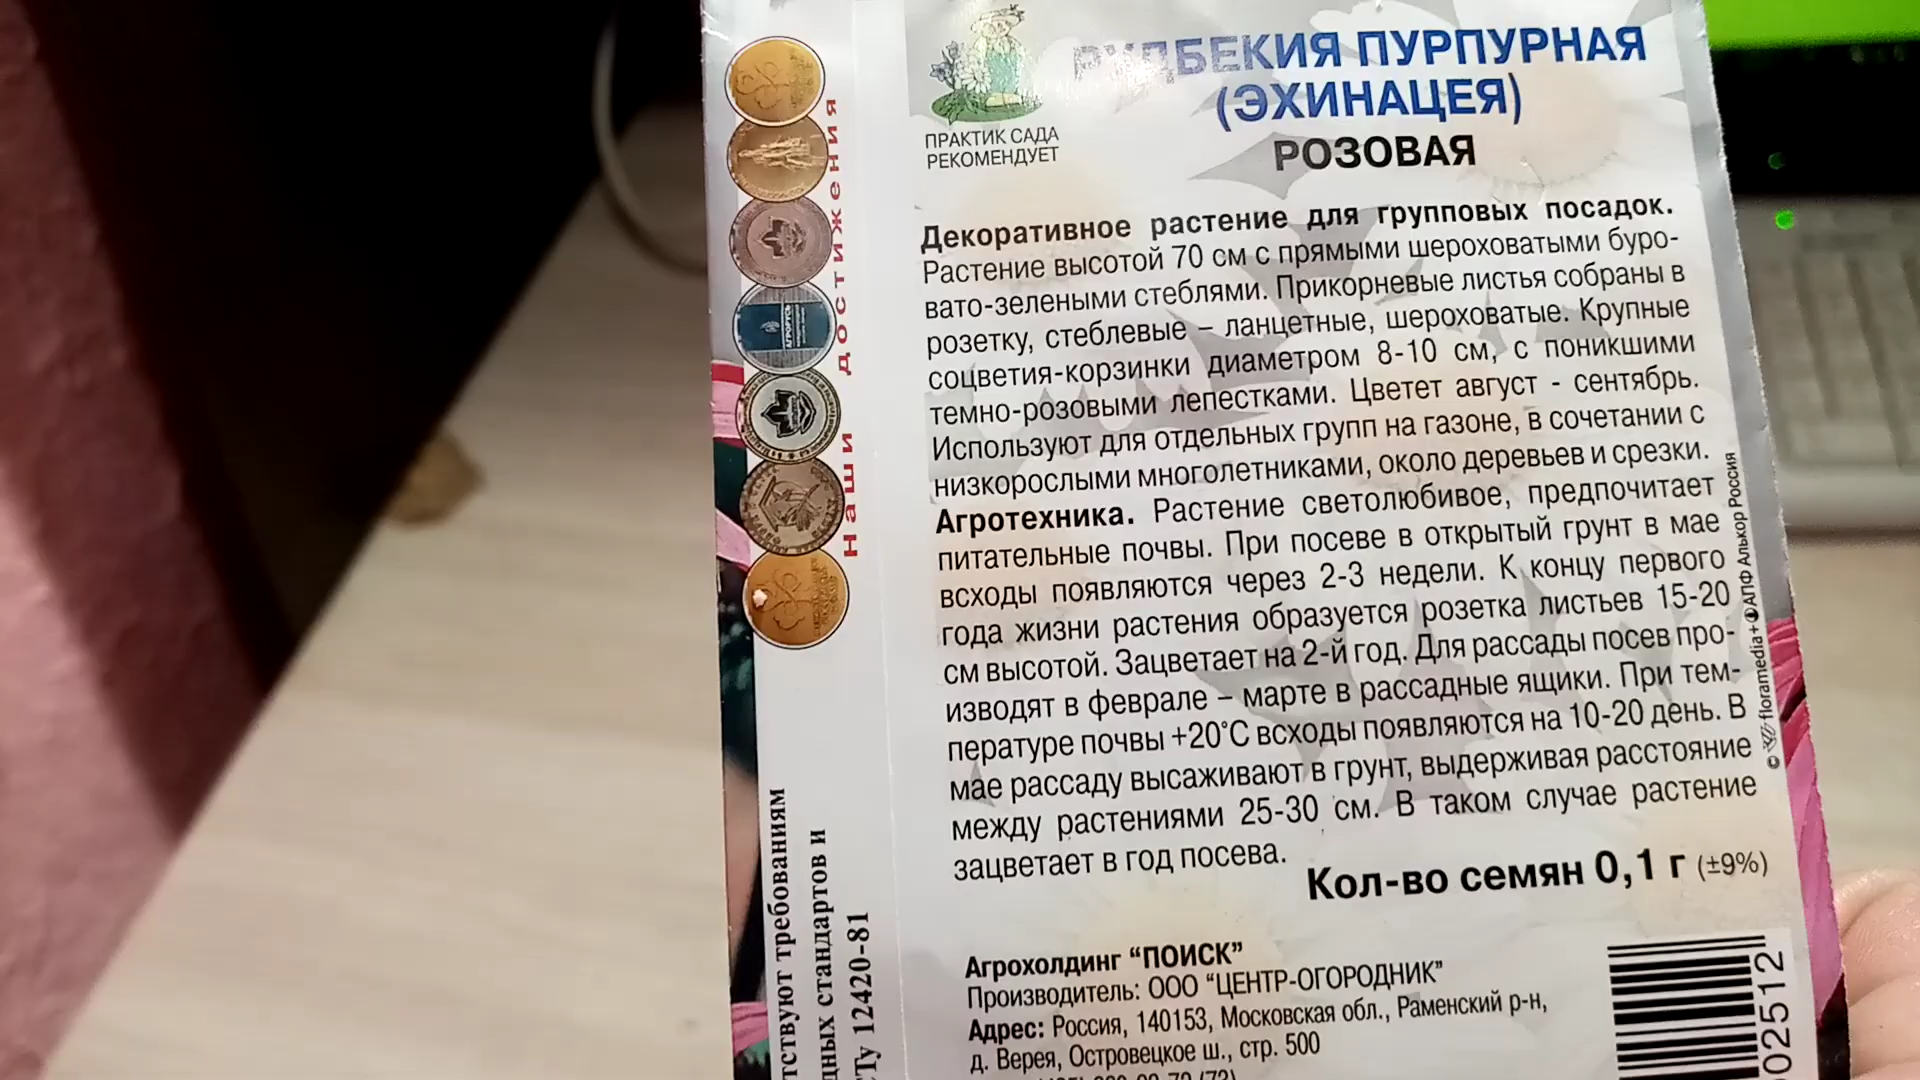 РУДБЕКИЯ ПУРПУРНАЯ
(ЭХИНАЦЕЯ)
РОЗОВАЯ
ПРАКТИК САДА
РЕКОМЕНДУЕТ
Декоративное растение для групповых посадок.
Растение высотой 70 см с прямыми шероховатыми буро-
вато-зелеными стеблями. Прикорневые листья собраны в
розетку, стеблевые – ланцетные, шероховатые. Крупные
соцветия-корзинки диаметром 8-10 см, с поникшими
темно-розовыми лепестками. Цветет август - сентябрь.
Используют для отдельных групп на газоне, в сочетании с
низкорослыми многолетниками, около деревьев и срезки.
Агротехника. Растение светолюбивое, предпочитает
питательные почвы. При посеве в открытый грунт в мае
всходы появляются через 2-3 недели. К концу первого
года жизни растения образуется розетка листьев 15-20
см высотой. Зацветает на 2-й год. Для рассады посев про-
изводят в феврале – марте в рассадные ящики. При тем-
пературе почвы +20°С всходы появляются на 10-20 день. В
мае рассаду высаживают в грунт, выдерживая расстояние
между растениями 25-30 см. В таком случае растение
зацветает в год посева.
Кол-во семян 0,1 г (±9%)
Агрохолдинг “ПОИСК”
Производитель: ООО “ЦЕНТР-ОГОРОДНИК”
Адрес: Россия, 140153, Московская обл., Раменский р-н,
д. Верея, Островецкое ш., стр. 500
02512
© floramedia + АПФ Алькор Россия
наши достижения
тствуют требованиям
дных стандартов и
Ту 12420-81